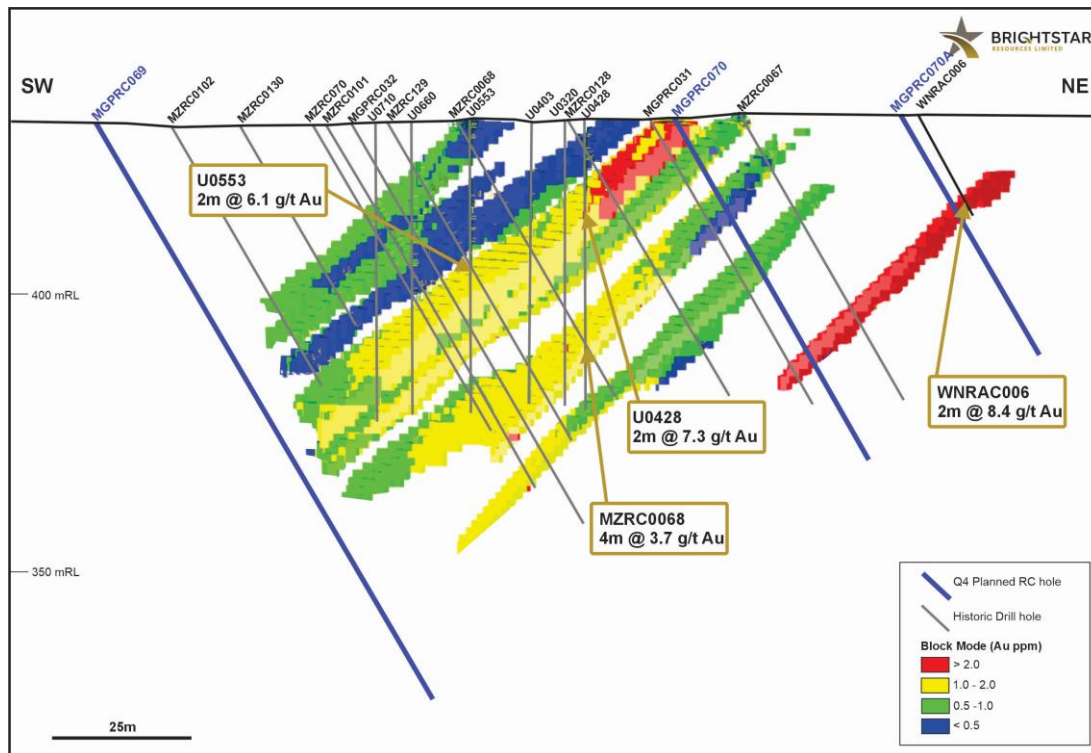 BRIGHTSTAR
RESOURCES LIMITED
SW
NE
MGPRC069
MZRC0102
MZRC0130
MZRC070
MZRC0101
MGPRC032
U0710
MZRC129
U0660
MZRC0068
U0553
U0403
U0320
MZRC0128
U0428
MGPRC031
MGPRC070
MZRC0067
MGPRC070A
WNRAC006
U0553
2m @ 6.1 g/t Au
400 mRL
U0428
2m @ 7.3 g/t Au
WNRAC006
2m @ 8.4 g/t Au
MZRC0068
4m @ 3.7 g/t Au
350 mRL
Q4 Planned RC hole
Historic Drill hole
Block Mode (Au ppm)
> 2.0
1.0 - 2.0
0.5 -1.0
< 0.5
25m